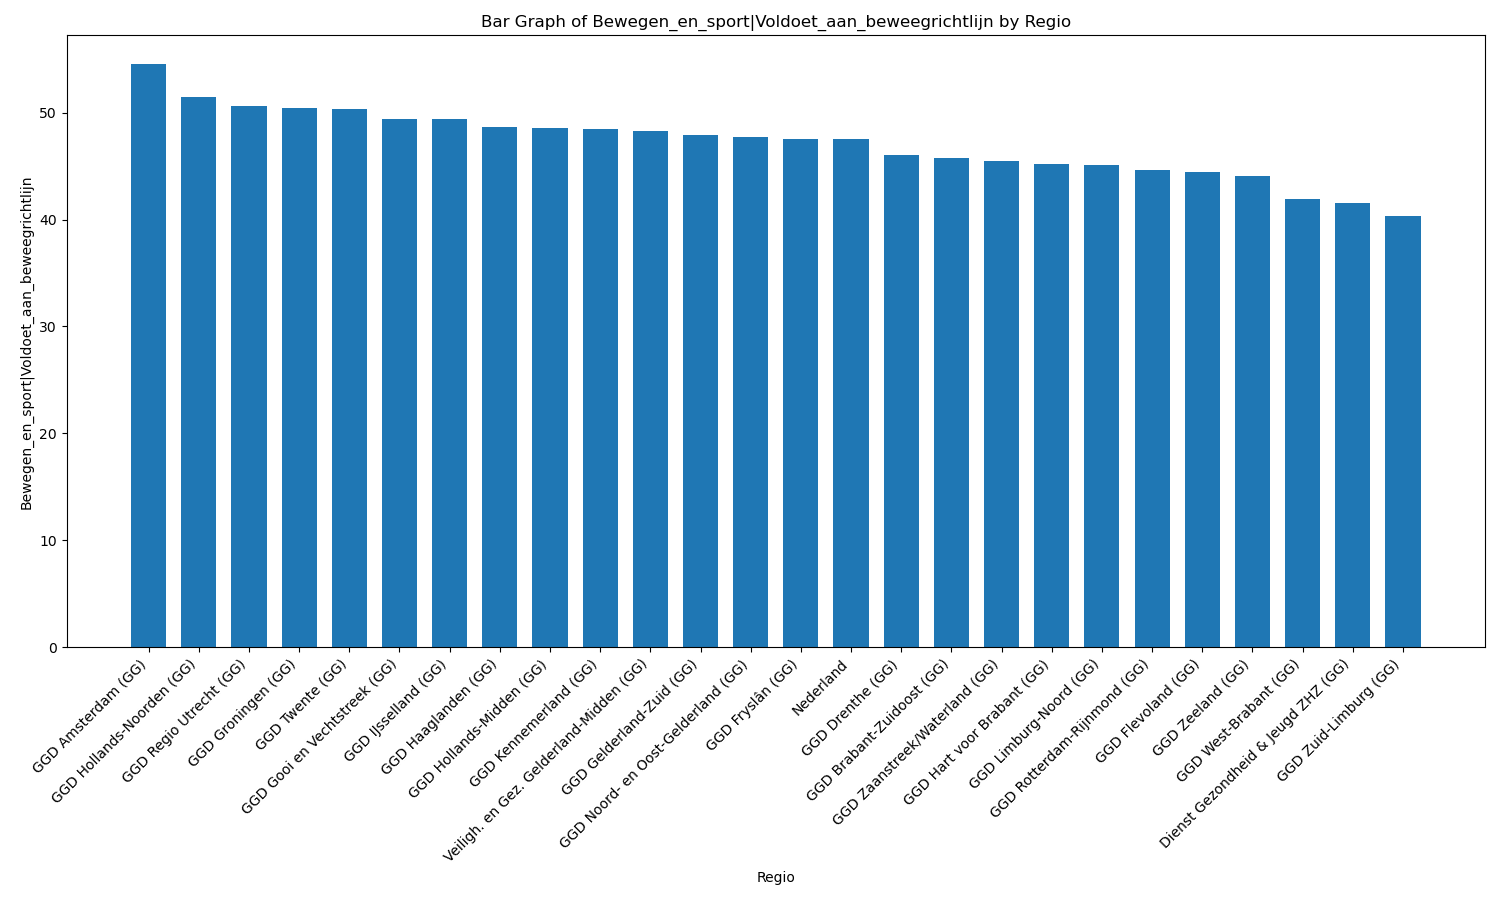 Bar Graph of Bewegen_en_sport|Voldoet_aan_beweegrichtlijn by Regio
Bewegen_en_sport|Voldoet_aan_beweegrichtlijn
50
40
30
20
10
0
GGD Amsterdam (GG)
GGD Hollands-Noorden (GG)
GGD Regio Utrecht (GG)
GGD Groningen (GG)
GGD Twente (GG)
GGD Gooi en Vechtstreek (GG)
GGD IJsselland (GG)
GGD Haaglanden (GG)
GGD Hollands-Midden (GG)
GGD Kennemerland (GG)
Veiligh. en Gez. Gelderland-Midden (GG)
GGD Gelderland-Zuid (GG)
GGD Noord- en Oost-Gelderland (GG)
GGD Fryslân (GG)
Nederland
GGD Drenthe (GG)
GGD Brabant-Zuidoost (GG)
GGD Zaanstreek/Waterland (GG)
GGD Hart voor Brabant (GG)
GGD Limburg-Noord (GG)
GGD Rotterdam-Rijnmond (GG)
GGD Flevoland (GG)
GGD Zeeland (GG)
GGD West-Brabant (GG)
Dienst Gezondheid & Jeugd ZHZ (GG)
GGD Zuid-Limburg (GG)
Regio